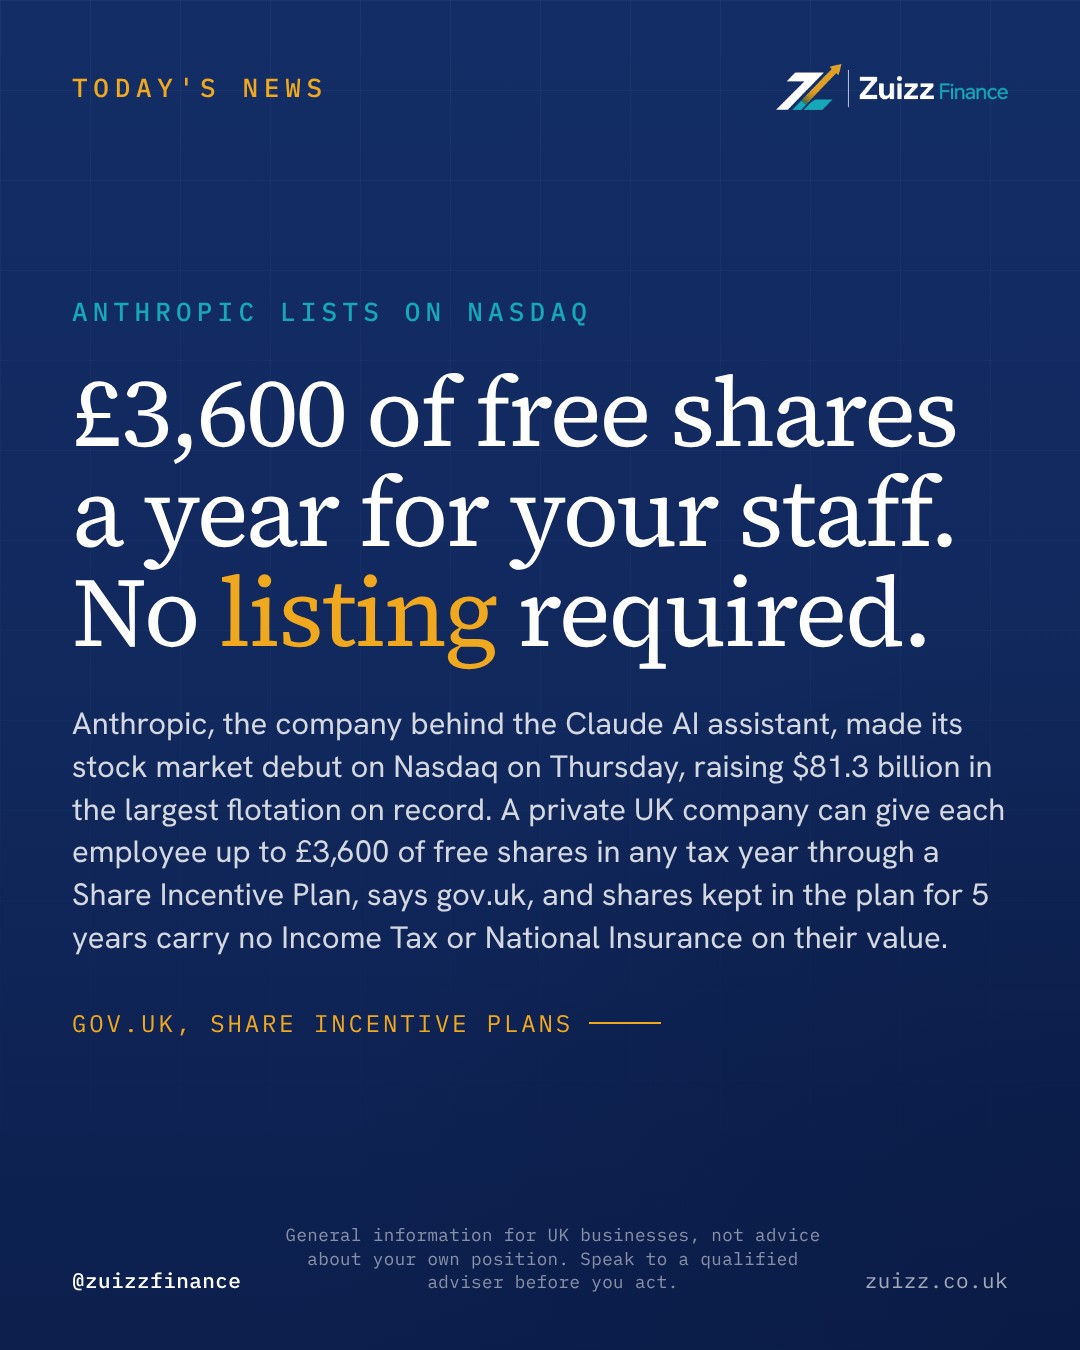 TODAY'S NEWS
Zuizz Finance
ANTHROPIC LISTS ON NASDAQ
£3,600 of free shares
a year for your staff.
No listing required.
Anthropic, the company behind the Claude AI assistant, made its
stock market debut on Nasdaq on Thursday, raising $81.3 billion in
the largest flotation on record. A private UK company can give each
employee up to £3,600 of free shares in any tax year through a
Share Incentive Plan, says gov.uk, and shares kept in the plan for 5
years carry no Income Tax or National Insurance on their value.
GOV.UK, SHARE INCENTIVE PLANS
General information for UK businesses, not advice
about your own position. Speak to a qualified
adviser before you act.
@zuizzfinance
zuizz.co.uk